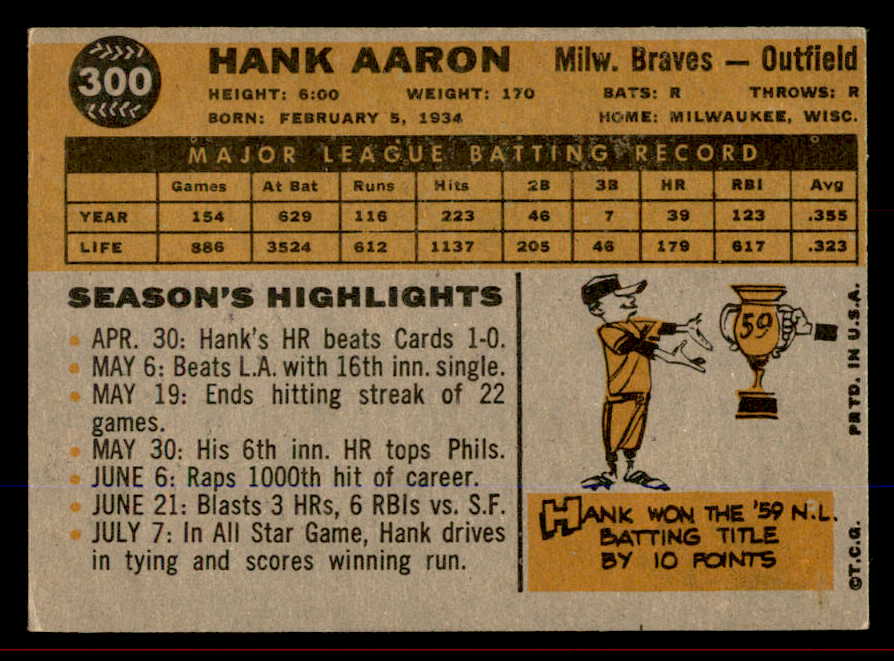 300
HANK AARON Milw. Braves — Outfield
HEIGHT: 6:00 WEIGHT: 170 BATS: R THROWS: R
BORN: FEBRUARY 5, 1934 HOME: MILWAUKEE, WISC.
MAJOR LEAGUE BATTING RECORD
Games At Bat Runs Hits 2B 3B HR RBI Avg
YEAR 154 629 116 223 46 7 39 123 .355
LIFE 886 3524 612 1137 205 46 179 617 .323
SEASON'S HIGHLIGHTS
• APR. 30: Hank's HR beats Cards 1-0.
• MAY 6: Beats L.A. with 16th inn. single.
• MAY 19: Ends hitting streak of 22
games.
• MAY 30: His 6th inn. HR tops Phils.
• JUNE 6: Raps 1000th hit of career.
• JUNE 21: Blasts 3 HRs, 6 RBIs vs. S.F.
• JULY 7: In All Star Game, Hank drives
in tying and scores winning run.
59
HANK WON THE '59 N.L.
BATTING TITLE
BY 10 POINTS
©T.C.G. PRTD. IN U.S.A.